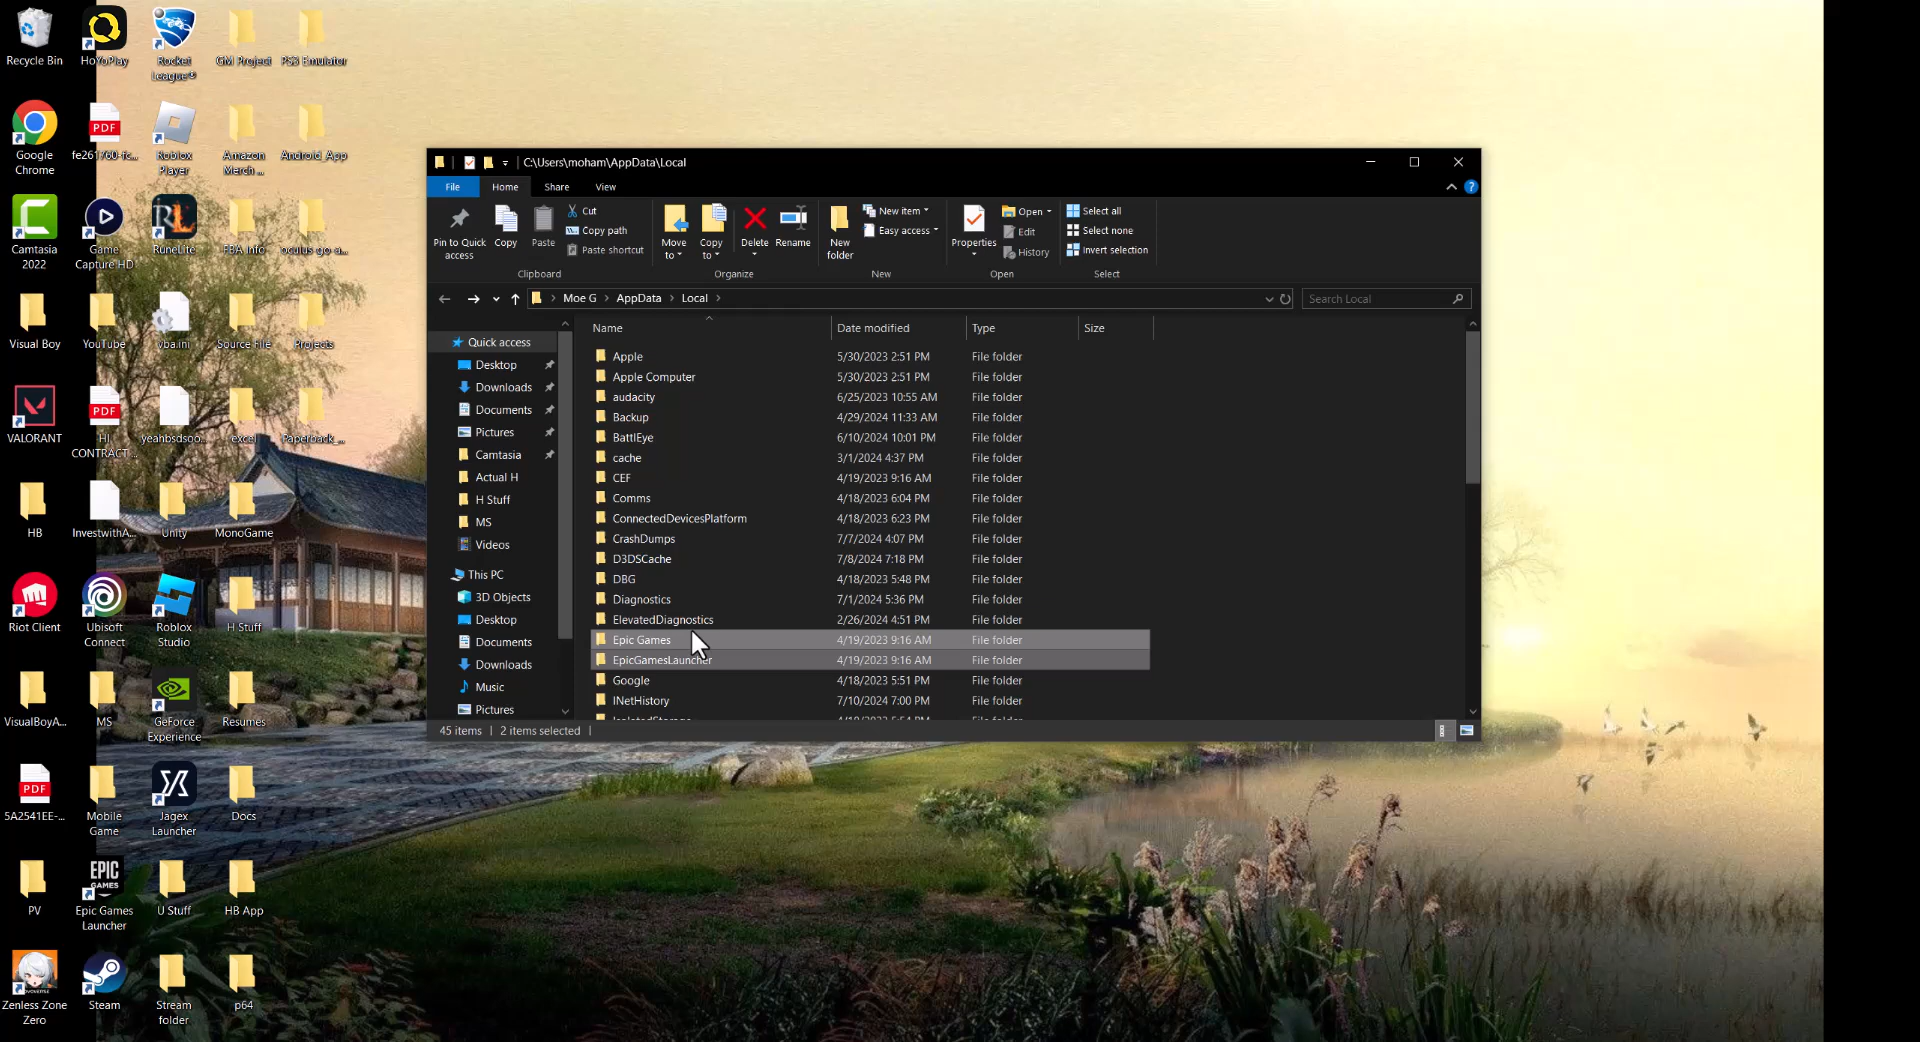 Recycle Bin
HoYoPlay
Rocket League®
GM Project
PS3 Emulator
Google Chrome
PDF
fe261760-fc...
Roblox Player
Amazon Merch ...
Android_App
Camtasia 2022
Game Capture HD
RuneLite
FBA Info
oculus-go-a...
Visual Boy
YouTube
vba.ini
Source File
Projects
VALORANT
PDF
HI CONTRACT ...
yeahbsdsoo...
excel
Paperback_...
HB
InvestwithA...
Unity
MonoGame
Riot Client
Ubisoft Connect
Roblox Studio
H Stuff
VisualBoyA...
MS
GeForce Experience
Resumes
PDF
5A2541EE-...
Mobile Game
Jagex Launcher
Docs
PV
EPIC GAMES
Epic Games Launcher
U Stuff
HB App
Zenless Zone Zero
Steam
Stream folder
p64
C:\Users\moham\AppData\Local
File Home Share View
Pin to Quick access
Copy
Paste
Cut
Copy path
Paste shortcut
Clipboard
Move to
Copy to
Delete
Rename
Organize
New folder
New item
Easy access
New
Properties
Open
Edit
History
Open
Select all
Select none
Invert selection
Select
Moe G > AppData > Local >
Search Local
Quick access
Desktop
Downloads
Documents
Pictures
Camtasia
Actual H
H Stuff
MS
Videos
This PC
3D Objects
Desktop
Documents
Downloads
Music
Pictures
Name Date modified Type Size
Apple 5/30/2023 2:51 PM File folder
Apple Computer 5/30/2023 2:51 PM File folder
audacity 6/25/2023 10:55 AM File folder
Backup 4/29/2024 11:33 AM File folder
BattlEye 6/10/2024 10:01 PM File folder
cache 3/1/2024 4:37 PM File folder
CEF 4/19/2023 9:16 AM File folder
Comms 4/18/2023 6:04 PM File folder
ConnectedDevicesPlatform 4/18/2023 6:23 PM File folder
CrashDumps 7/7/2024 4:07 PM File folder
D3DSCache 7/8/2024 7:18 PM File folder
DBG 4/18/2023 5:48 PM File folder
Diagnostics 7/1/2024 5:36 PM File folder
ElevatedDiagnostics 2/26/2024 4:51 PM File folder
Epic Games 4/19/2023 9:16 AM File folder
EpicGamesLauncher 4/19/2023 9:16 AM File folder
Google 4/18/2023 5:51 PM File folder
INetHistory 7/10/2024 7:00 PM File folder
45 items 2 items selected